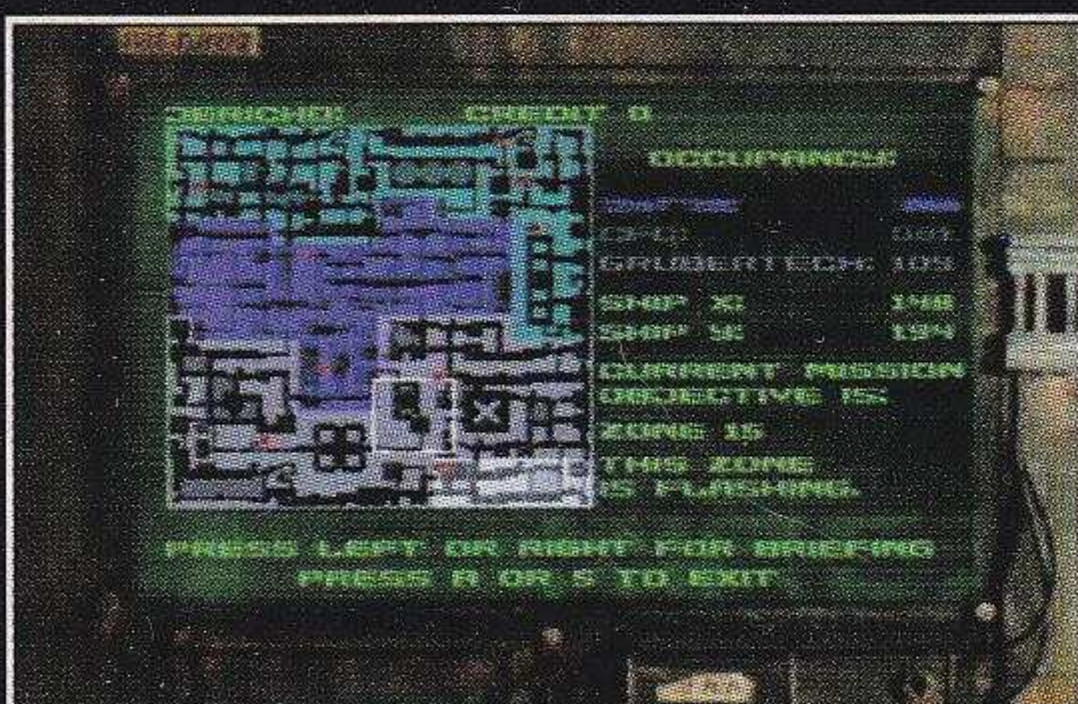 JERICHO: CREDIT 0
OCCUPANCY:
GRUBERTECH: 105
SHIP X: 148
SHIP Y: 194
CURRENT MISSION
OBJECTIVE IS:
ZONE 15
THIS ZONE
IS FLASHING.
PRESS LEFT OR RIGHT FOR BRIEFING
PRESS A OR S TO EXIT